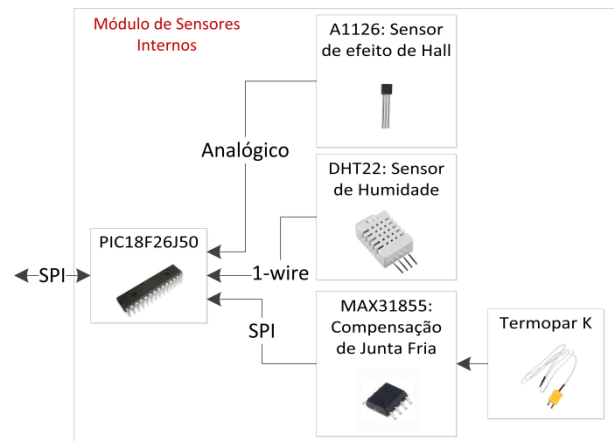 Módulo de Sensores
Internos
A1126: Sensor
de efeito de Hall
Analógico
DHT22: Sensor
de Humidade
PIC18F26J50
SPI
1-wire
MAX31855:
Compensação
de Junta Fria
SPI
Termopar K